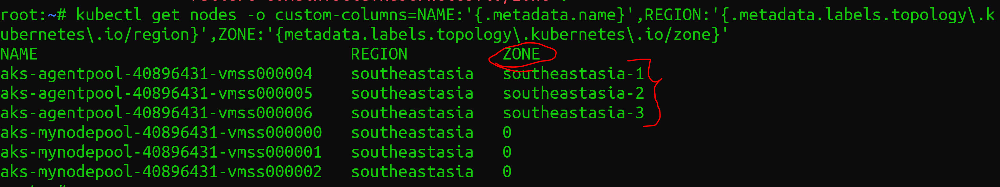 root:~# kubectl get nodes -o custom-columns=NAME:'{.metadata.name}',REGION:'{.metadata.labels.topology\.k
ubernetes\.io/region}',ZONE:'{metadata.labels.topology\.kubernetes\.io/zone}'
NAME REGION ZONE
aks-agentpool-40896431-vmss000004 southeastasia southeastasia-1
aks-agentpool-40896431-vmss000005 southeastasia southeastasia-2
aks-agentpool-40896431-vmss000006 southeastasia southeastasia-3
aks-mynodepool-40896431-vmss000000 southeastasia 0
aks-mynodepool-40896431-vmss000001 southeastasia 0
aks-mynodepool-40896431-vmss000002 southeastasia 0